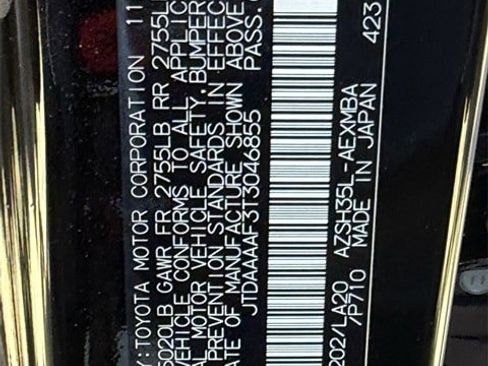 Y:TOYOTA MOTOR CORPORATION 11
6020LB GAWR FR 2755LB RR 2755L
VEHICLE CONFORMS TO ALL APPLIC
AL MOTOR VEHICLE SAFETY, BUMPER
PREVENTION STANDARDS IN EFFECT
ATE OF MANUFACTURE SHOWN ABOVE
JTDAAAAF3T3046855 PASS.
202/LA20 AZSH35L-AEXMBA
/P710 MADE IN JAPAN 423